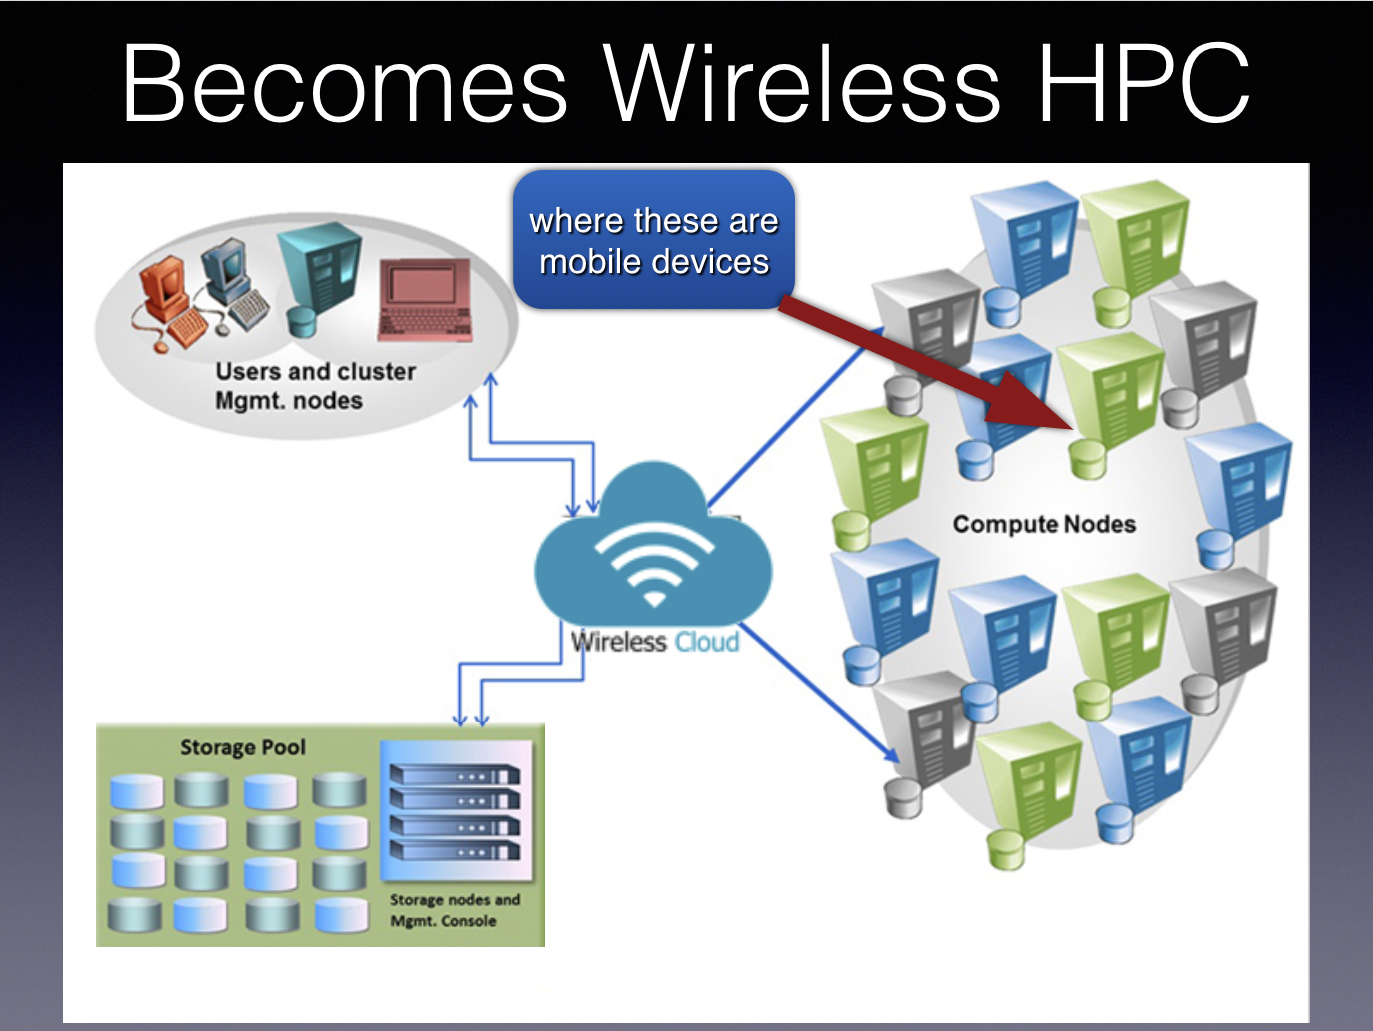 Becomes Wireless HPC
where these are
mobile devices
Users and cluster
Mgmt. nodes
Compute Nodes
Wireless Cloud
Storage Pool
Storage nodes and
Mgmt. Console